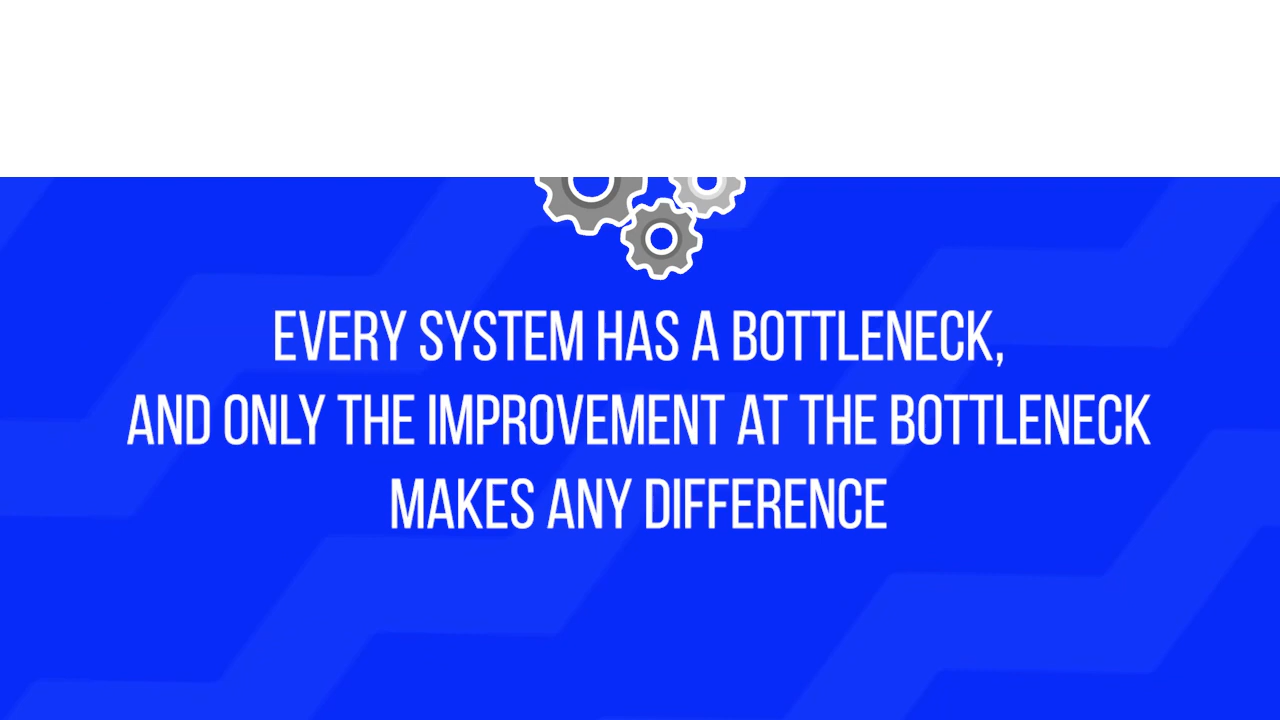 EVERY SYSTEM HAS A BOTTLENECK,
AND ONLY THE IMPROVEMENT AT THE BOTTLENECK
MAKES ANY DIFFERENCE